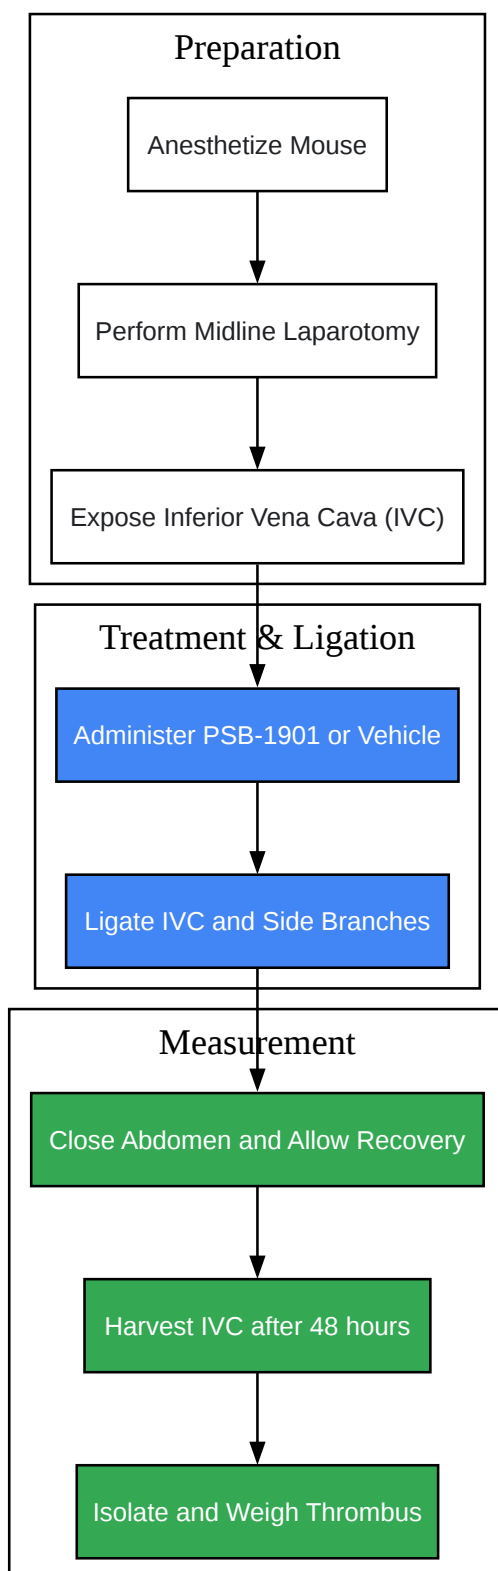 Preparation
Anesthetize Mouse
Perform Midline Laparotomy
Expose Inferior Vena Cava (IVC)
Treatment & Ligation
Administer PSB-1901 or Vehicle
Ligate IVC and Side Branches
Measurement
Close Abdomen and Allow Recovery
Harvest IVC after 48 hours
Isolate and Weigh Thrombus